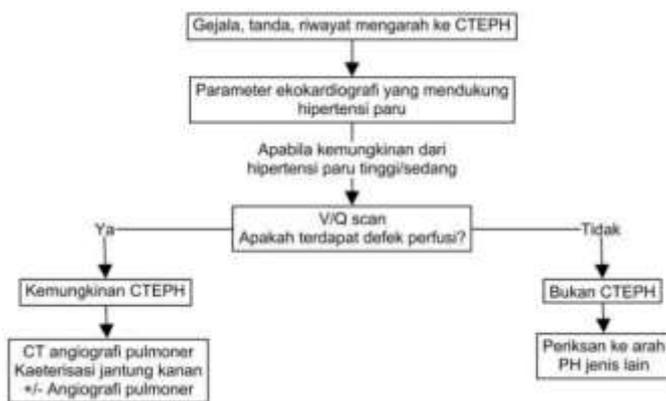 Gejala, tanda, riwayat mengarah ke CTEPH
Parameter ekokardiografi yang mendukung
hipertensi paru
Apabila kemungkinan dari
hipertensi paru tinggi/sedang
V/Q scan
Apakah terdapat defek perfusi?
Ya
Tidak
Kemungkinan CTEPH
Bukan CTEPH
CT angiografi pulmoner
Kaeterisasi jantung kanan
+/- Angiografi pulmoner
Periksan ke arah
PH jenis lain